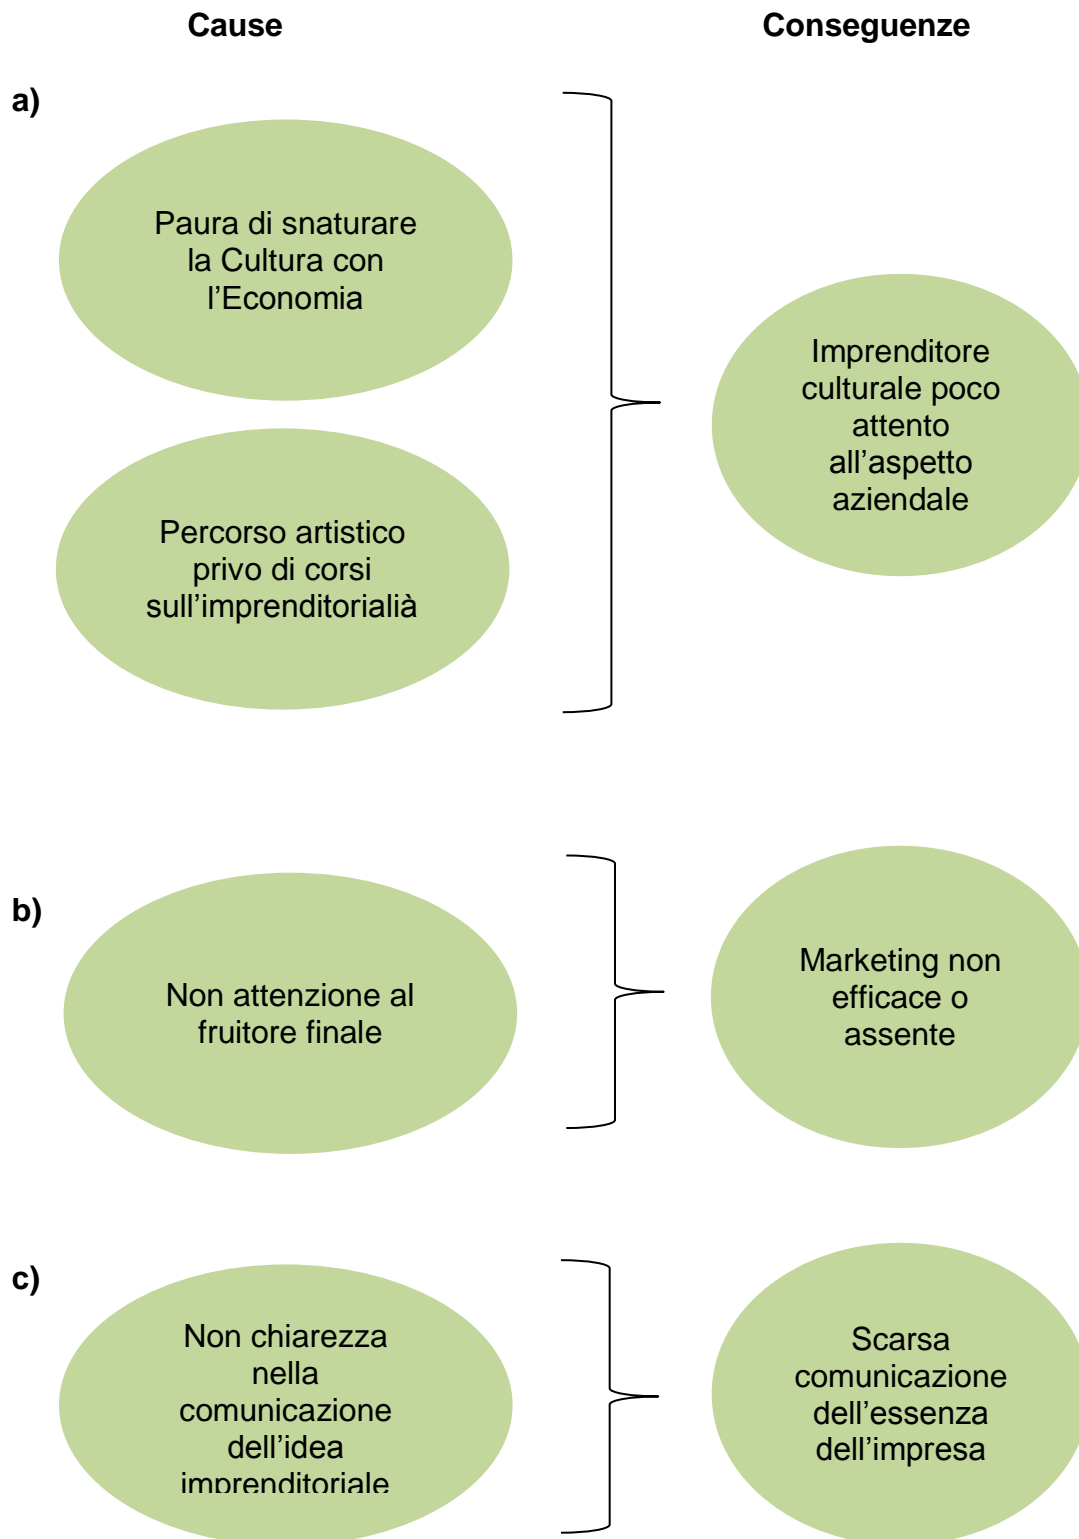 Cause
Conseguenze
a)
Paura di snaturare
la Cultura con
l’Economia
Percorso artistico
privo di corsi
sull’imprenditorialià
Imprenditore
culturale poco
attento
all’aspetto
aziendale
b)
Non attenzione al
fruitore finale
Marketing non
efficace o
assente
c)
Non chiarezza
nella
comunicazione
dell’idea
imprenditoriale
Scarsa
comunicazione
dell’essenza
dell’impresa